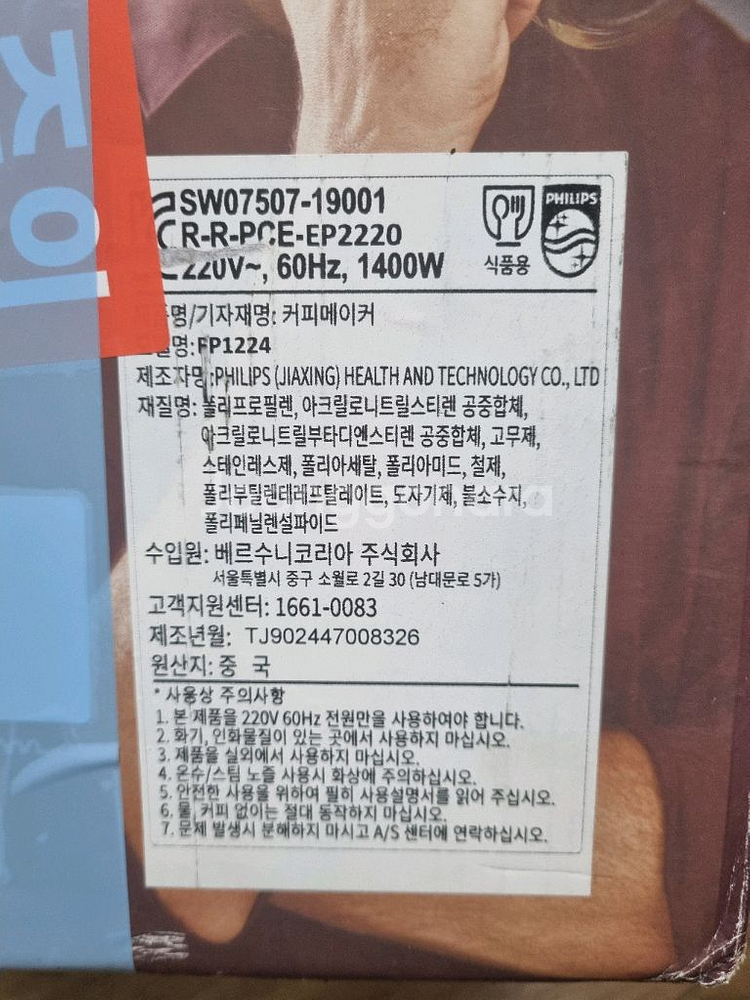 SW07507-19001
R-R-PCE-EP2220
220V~, 60Hz, 1400W
PHILIPS
식품용
명/기자재명: 커피메이커
명:EP1224
제조자명:PHILIPS (JIAXING) HEALTH AND TECHNOLOGY CO., LTD
재질명: 폴리프로필렌, 아크릴로니트릴스티렌 공중합체,
아크릴로니트릴부타디엔스티렌 공중합체, 고무제,
스테인레스제, 폴리아세탈, 폴리아미드, 철제,
폴리부틸렌테레프탈레이트, 도자기제, 불소수지,
폴리페닐렌설파이드
수입원: 베르수니코리아 주식회사
서울특별시 중구 소월로 2길 30 (남대문로 5가)
고객지원센터: 1661-0083
제조년월: TJ902447008326
원산지: 중 국
* 사용상 주의사항
1. 본 제품을 220V 60Hz 전원만을 사용하여야 합니다.
2. 화기, 인화물질이 있는 곳에서 사용하지 마십시오.
3. 제품을 실외에서 사용하지 마십시오.
4. 온수/스팀 노즐 사용시 화상에 주의하십시오.
5. 안전한 사용을 위하여 필히 사용설명서를 읽어 주십시오.
6. 물, 커피 없이는 절대 동작하지 마십시오.
7. 문제 발생시 분해하지 마시고 A/S 센터에 연락하십시오.